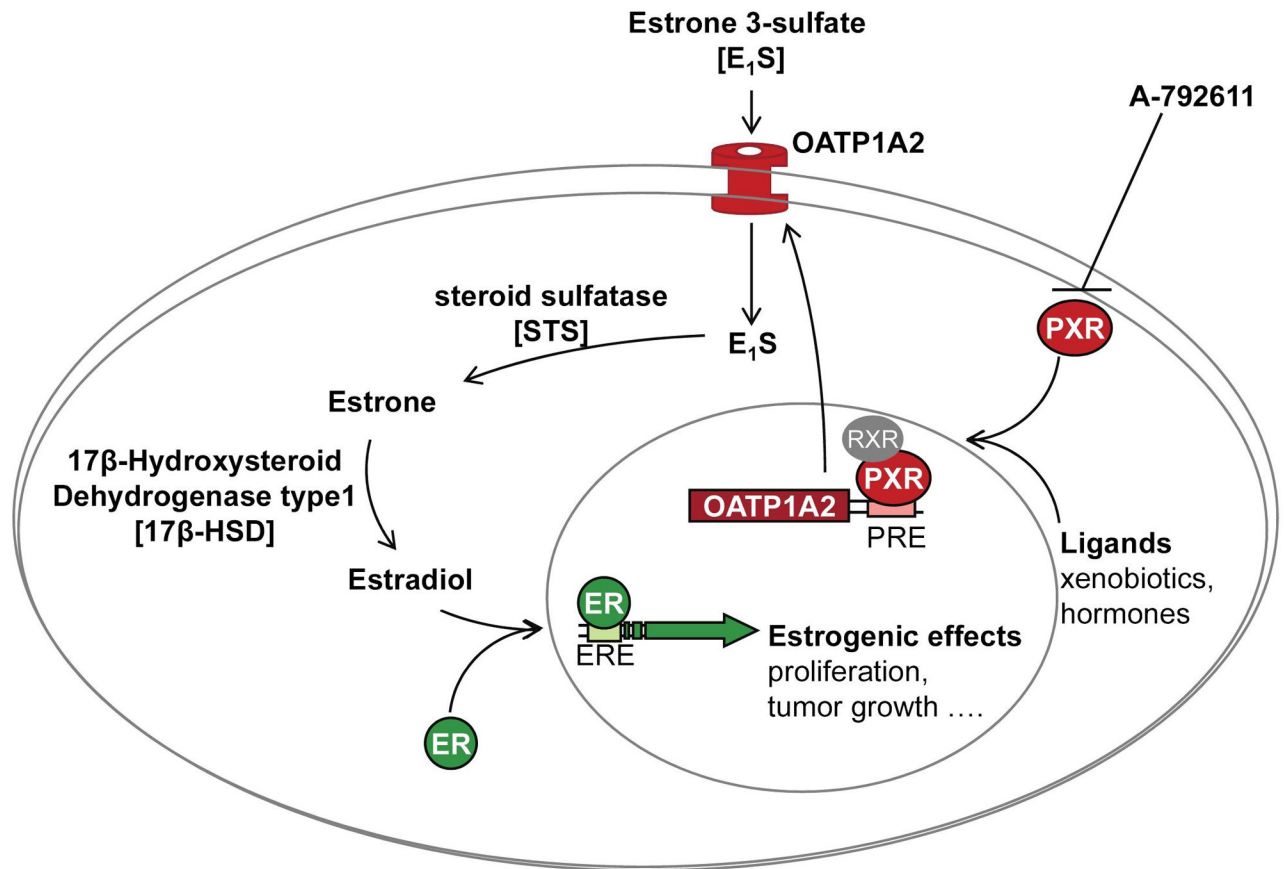 Estrone 3-sulfate
[E₁S]
A-792611
OATP1A2
steroid sulfatase
[STS]
E₁S
PXR
Estrone
RXR
PXR
17β-Hydroxysteroid
Dehydrogenase type1
[17β-HSD]
OATP1A2
PRE
Ligands
xenobiotics,
hormones
Estradiol
ER
ERE
Estrogenic effects
proliferation,
tumor growth ....
ER